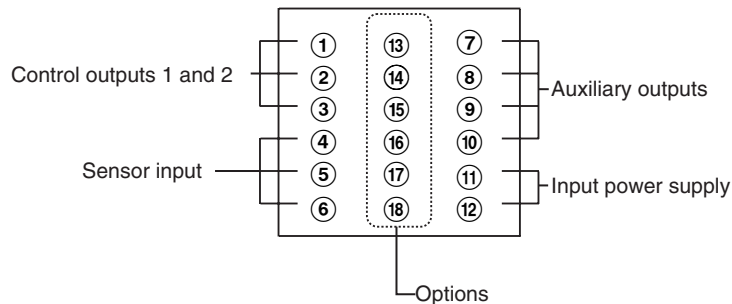 ① ⑬ ⑦
Control outputs 1 and 2 ② ⑭ ⑧ Auxiliary outputs
③ ⑮ ⑨
④ ⑯ ⑩
Sensor input ⑤ ⑰ ⑪ Input power supply
⑥ ⑱ ⑫
Options